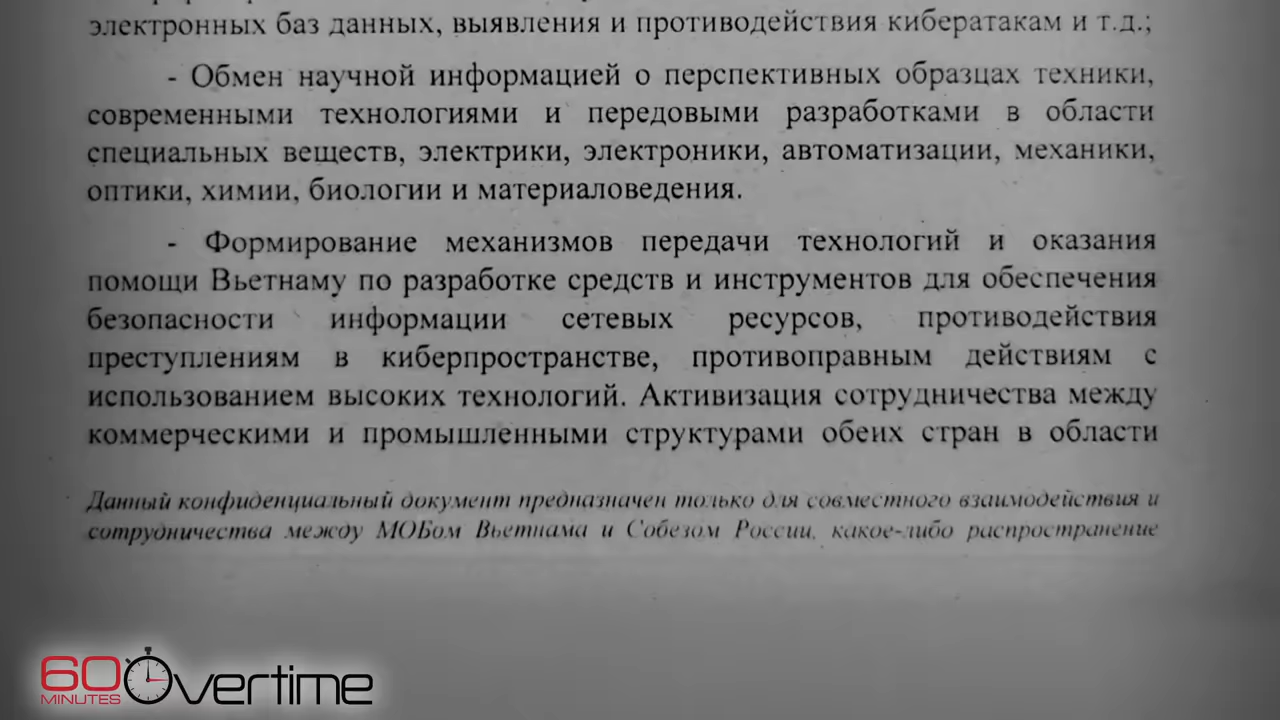 электронных баз данных, выявления и противодействия кибератакам и т.д.;
- Обмен научной информацией о перспективных образцах техники,
современными технологиями и передовыми разработками в области
специальных веществ, электрики, электроники, автоматизации, механики,
оптики, химии, биологии и материаловедения.
- Формирование механизмов передачи технологий и оказания
помощи Вьетнаму по разработке средств и инструментов для обеспечения
безопасности информации сетевых ресурсов, противодействия
преступлениям в киберпространстве, противоправным действиям с
использованием высоких технологий. Активизация сотрудничества между
коммерческими и промышленными структурами обеих стран в области
Данный конфиденциальный документ предназначен только для совместного взаимодействия и
сотрудничества между МОБом Вьетнама и Собезом России, какое-либо распространение
60 Overtime
MINUTES